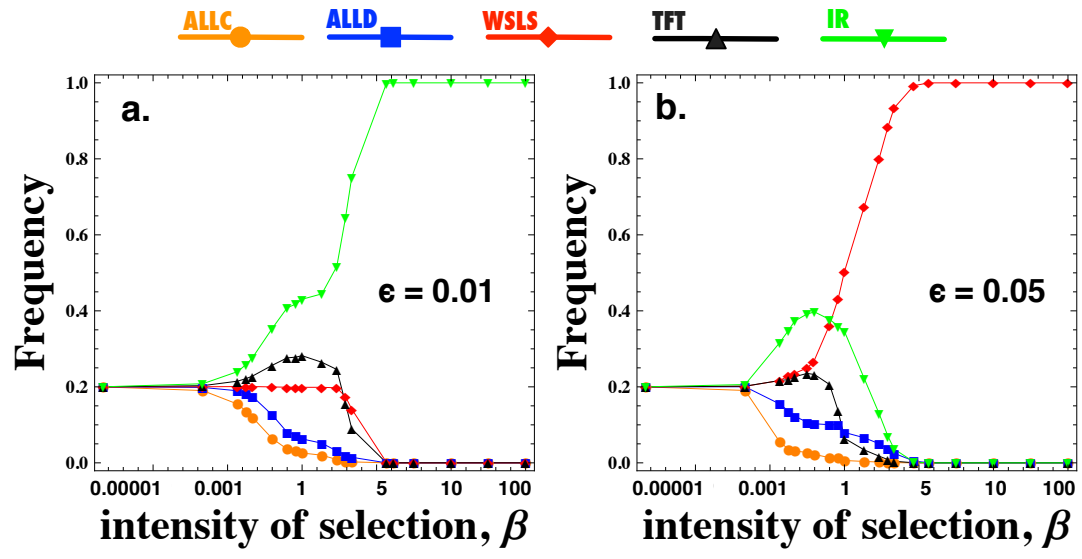 ALLC ALLD WSLS TFT IR
a. b.
Frequency Frequency
1.0 1.0
0.8 0.8
0.6 0.6
0.4 0.4
0.2 0.2
0.0 0.0
ϵ = 0.01 ϵ = 0.05
0.00001 0.001 1 5 10 100 0.00001 0.001 1 5 10 100
intensity of selection, β intensity of selection, β